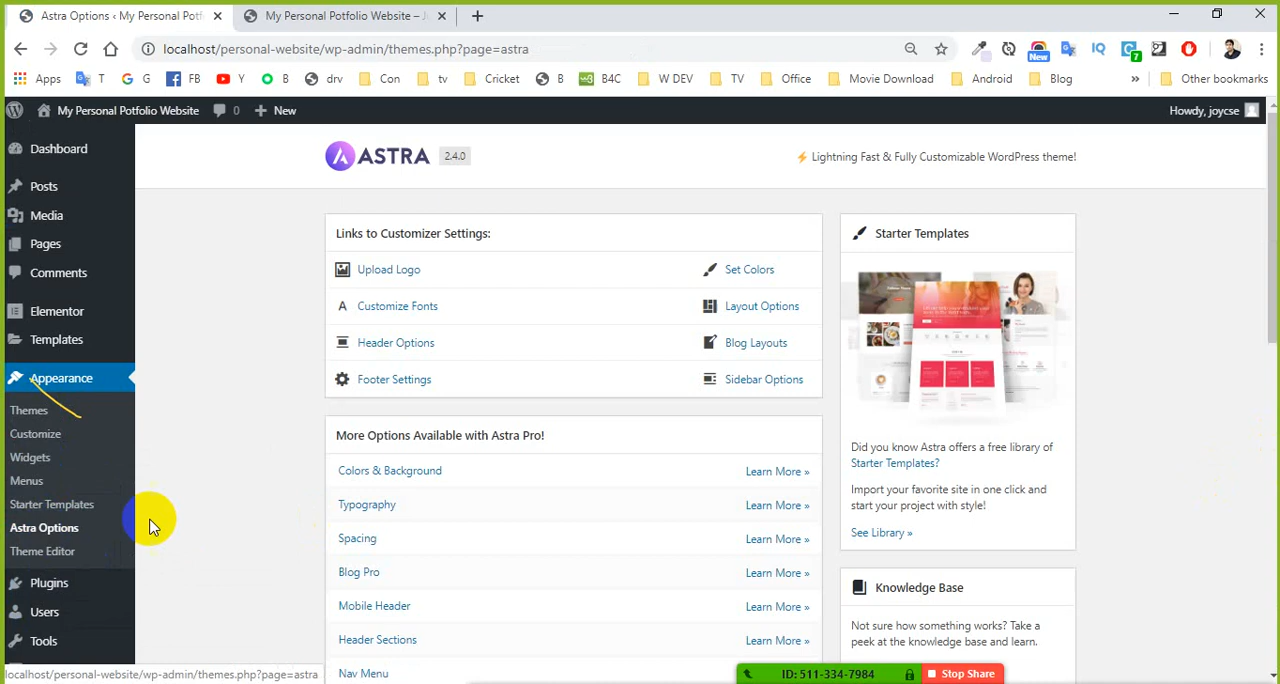 Astra Options ‹ My Personal Potf
My Personal Potfolio Website –
localhost/personal-website/wp-admin/themes.php?page=astra
New
7
Apps
T
G
FB
Y
B
drv
Con
tv
Cricket
B
B4C
W DEV
TV
Office
Movie Download
Android
Blog
»
Other bookmarks
My Personal Potfolio Website
0
New
Howdy, joycse
Dashboard
Posts
Media
Pages
Comments
Elementor
Templates
Appearance
Themes
Customize
Widgets
Menus
Starter Templates
Astra Options
Theme Editor
Plugins
Users
Tools
ASTRA
2.4.0
Lightning Fast & Fully Customizable WordPress theme!
Links to Customizer Settings:
Upload Logo
Set Colors
Customize Fonts
Layout Options
Header Options
Blog Layouts
Footer Settings
Sidebar Options
More Options Available with Astra Pro!
Colors & Background
Learn More »
Typography
Learn More »
Spacing
Learn More »
Blog Pro
Learn More »
Mobile Header
Learn More »
Header Sections
Learn More »
Nav Menu
Starter Templates
Did you know Astra offers a free library of
Starter Templates?
Import your favorite site in one click and
start your project with style!
See Library »
Knowledge Base
Not sure how something works? Take a
peek at the knowledge base and learn.
localhost/personal-website/wp-admin/themes.php?page=astra
ID: 511-334-7984
Stop Share